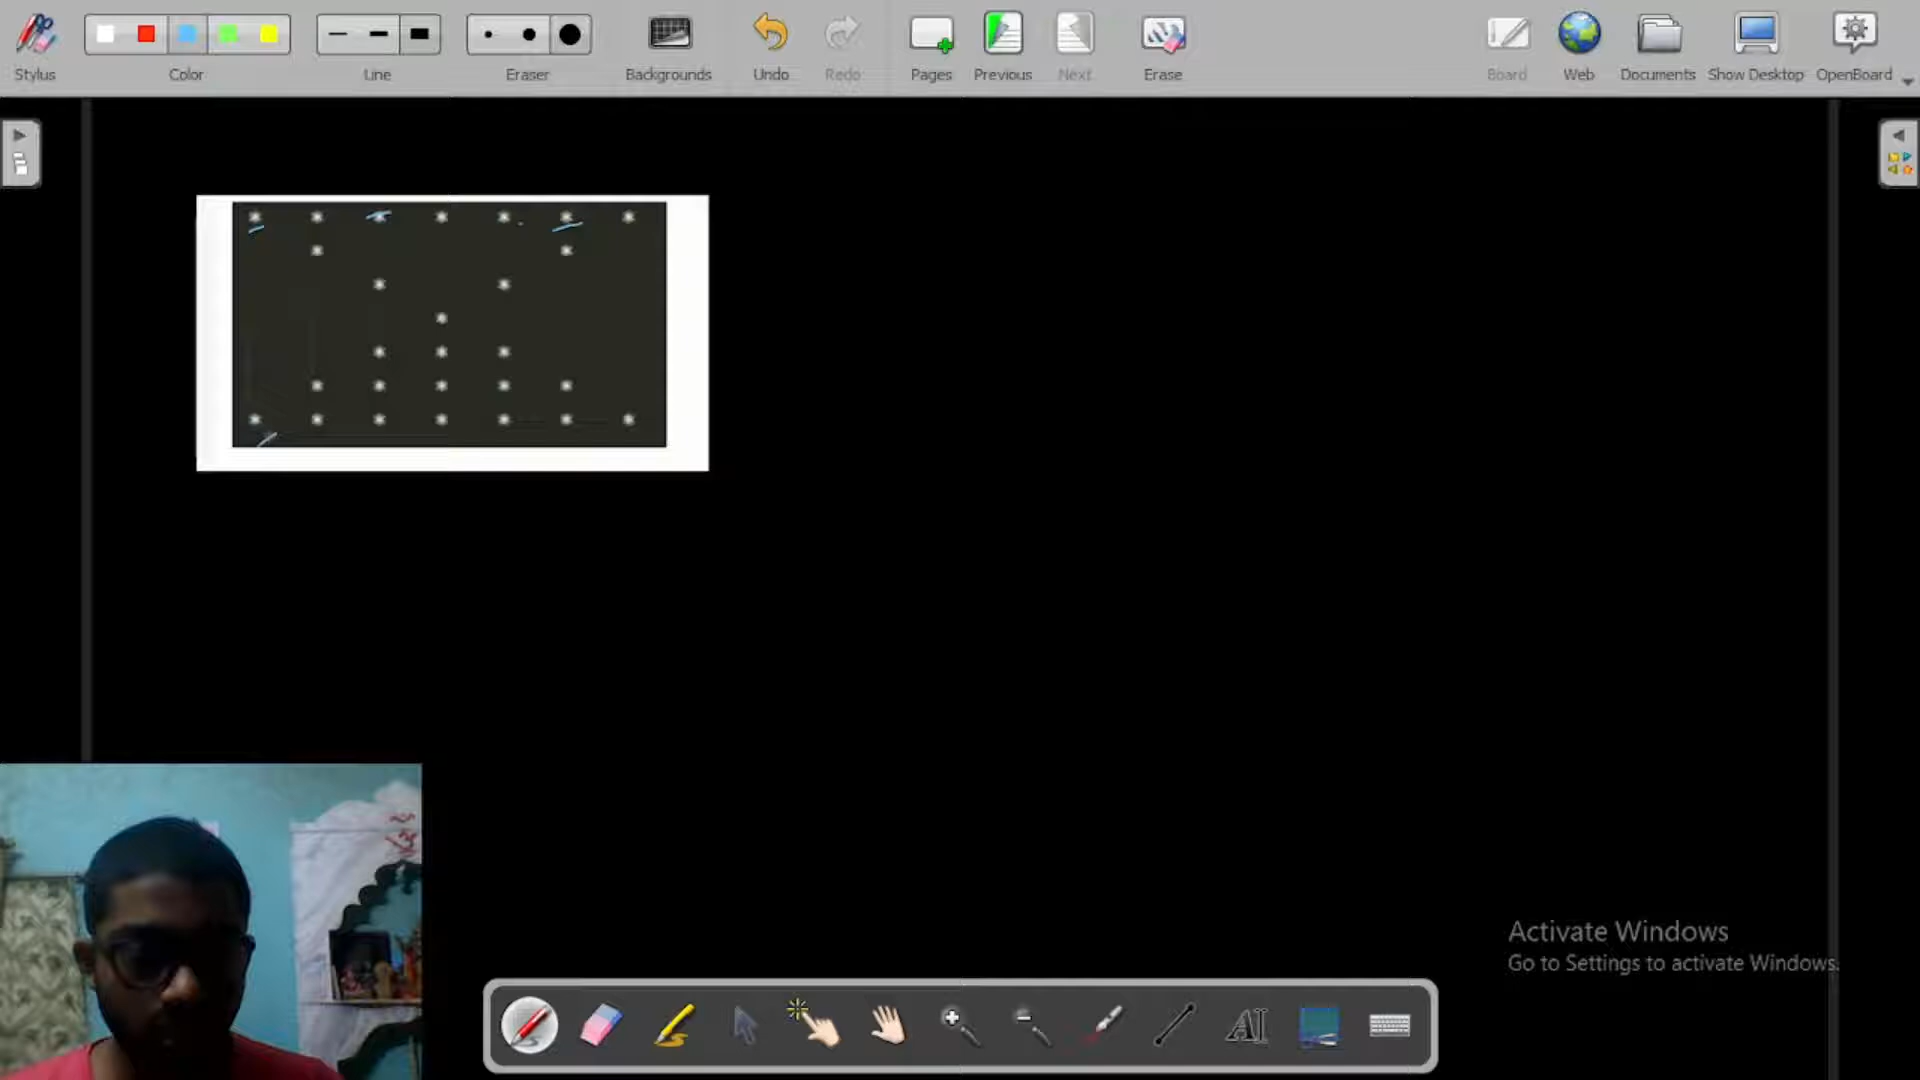 Stylus Color Line Eraser Backgrounds Undo Redo Pages Previous Next Erase Board Web Documents Show Desktop OpenBoard
* * * * * * *
* *
* *
*
* * *
* * * * *
* * * * * * *
Activate Windows
Go to Settings to activate Windows.
AI